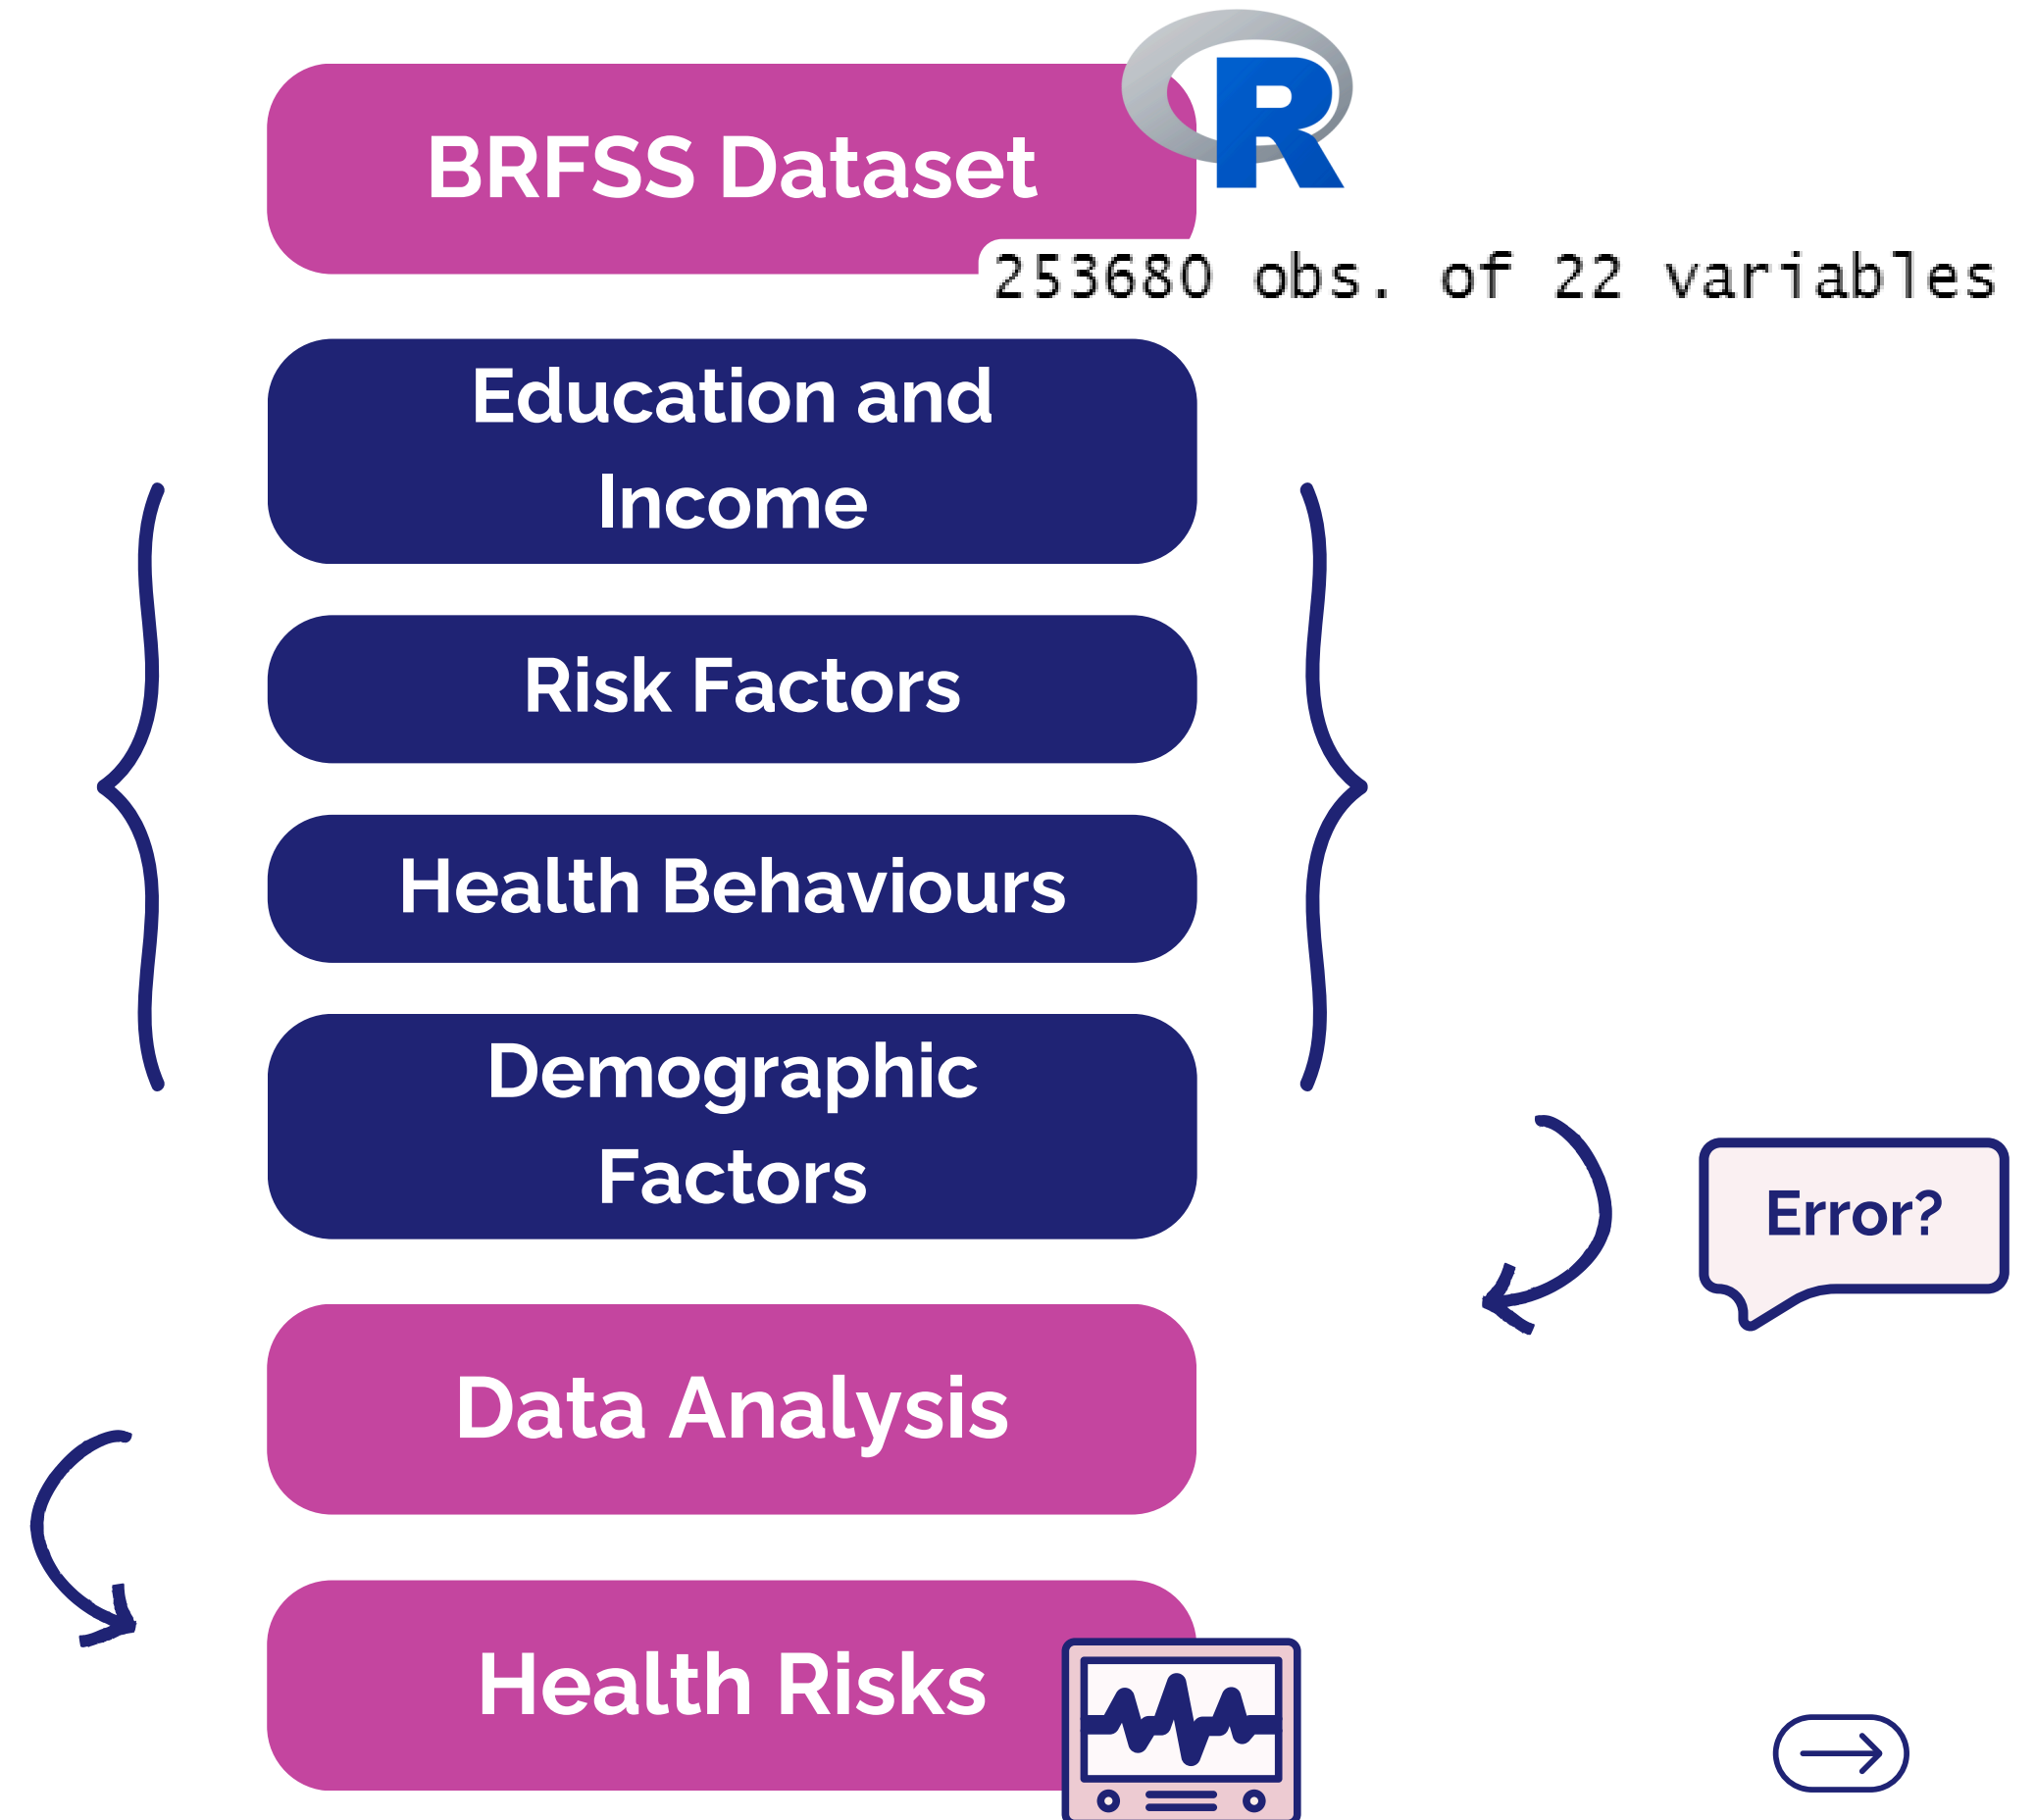 BRFSS Dataset
R
253680 obs. of 22 variables
Education and
Income
Risk Factors
Health Behaviours
Demographic
Factors
Error?
Data Analysis
Health Risks